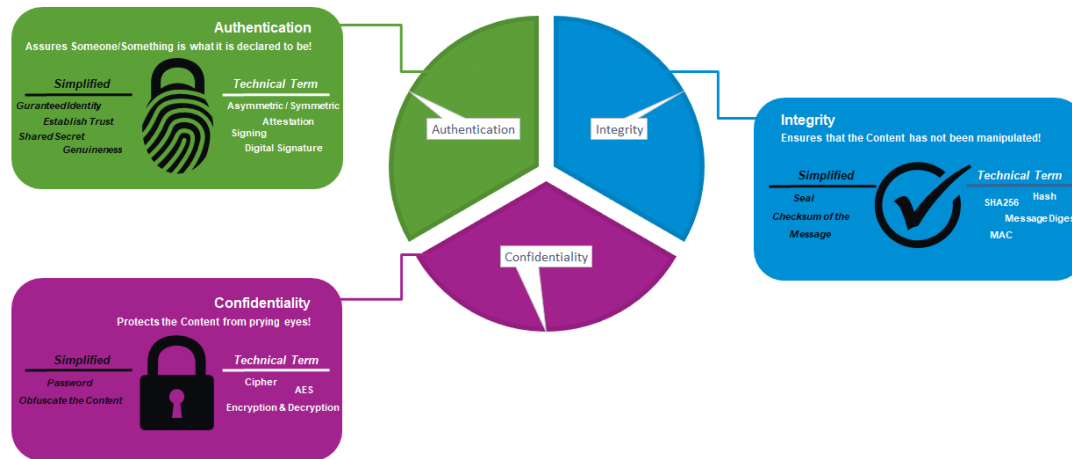 Authentication
Assures Someone/Something is what it is declared to be!
Simplified
Technical Term
Guranteed Identity
Establish Trust
Shared Secret
Genuineness
Asymmetric / Symmetric
Attestation
Signing
Digital Signature
Authentication
Integrity
Confidentiality
Integrity
Ensures that the Content has not been manipulated!
Simplified
Technical Term
Seal
Checksum of the
Message
Hash
SHA256
Message Diges
MAC
Confidentiality
Protects the Content from prying eyes!
Simplified
Technical Term
Password
Obfuscate the Content
Cipher
AES
Encryption & Decryption